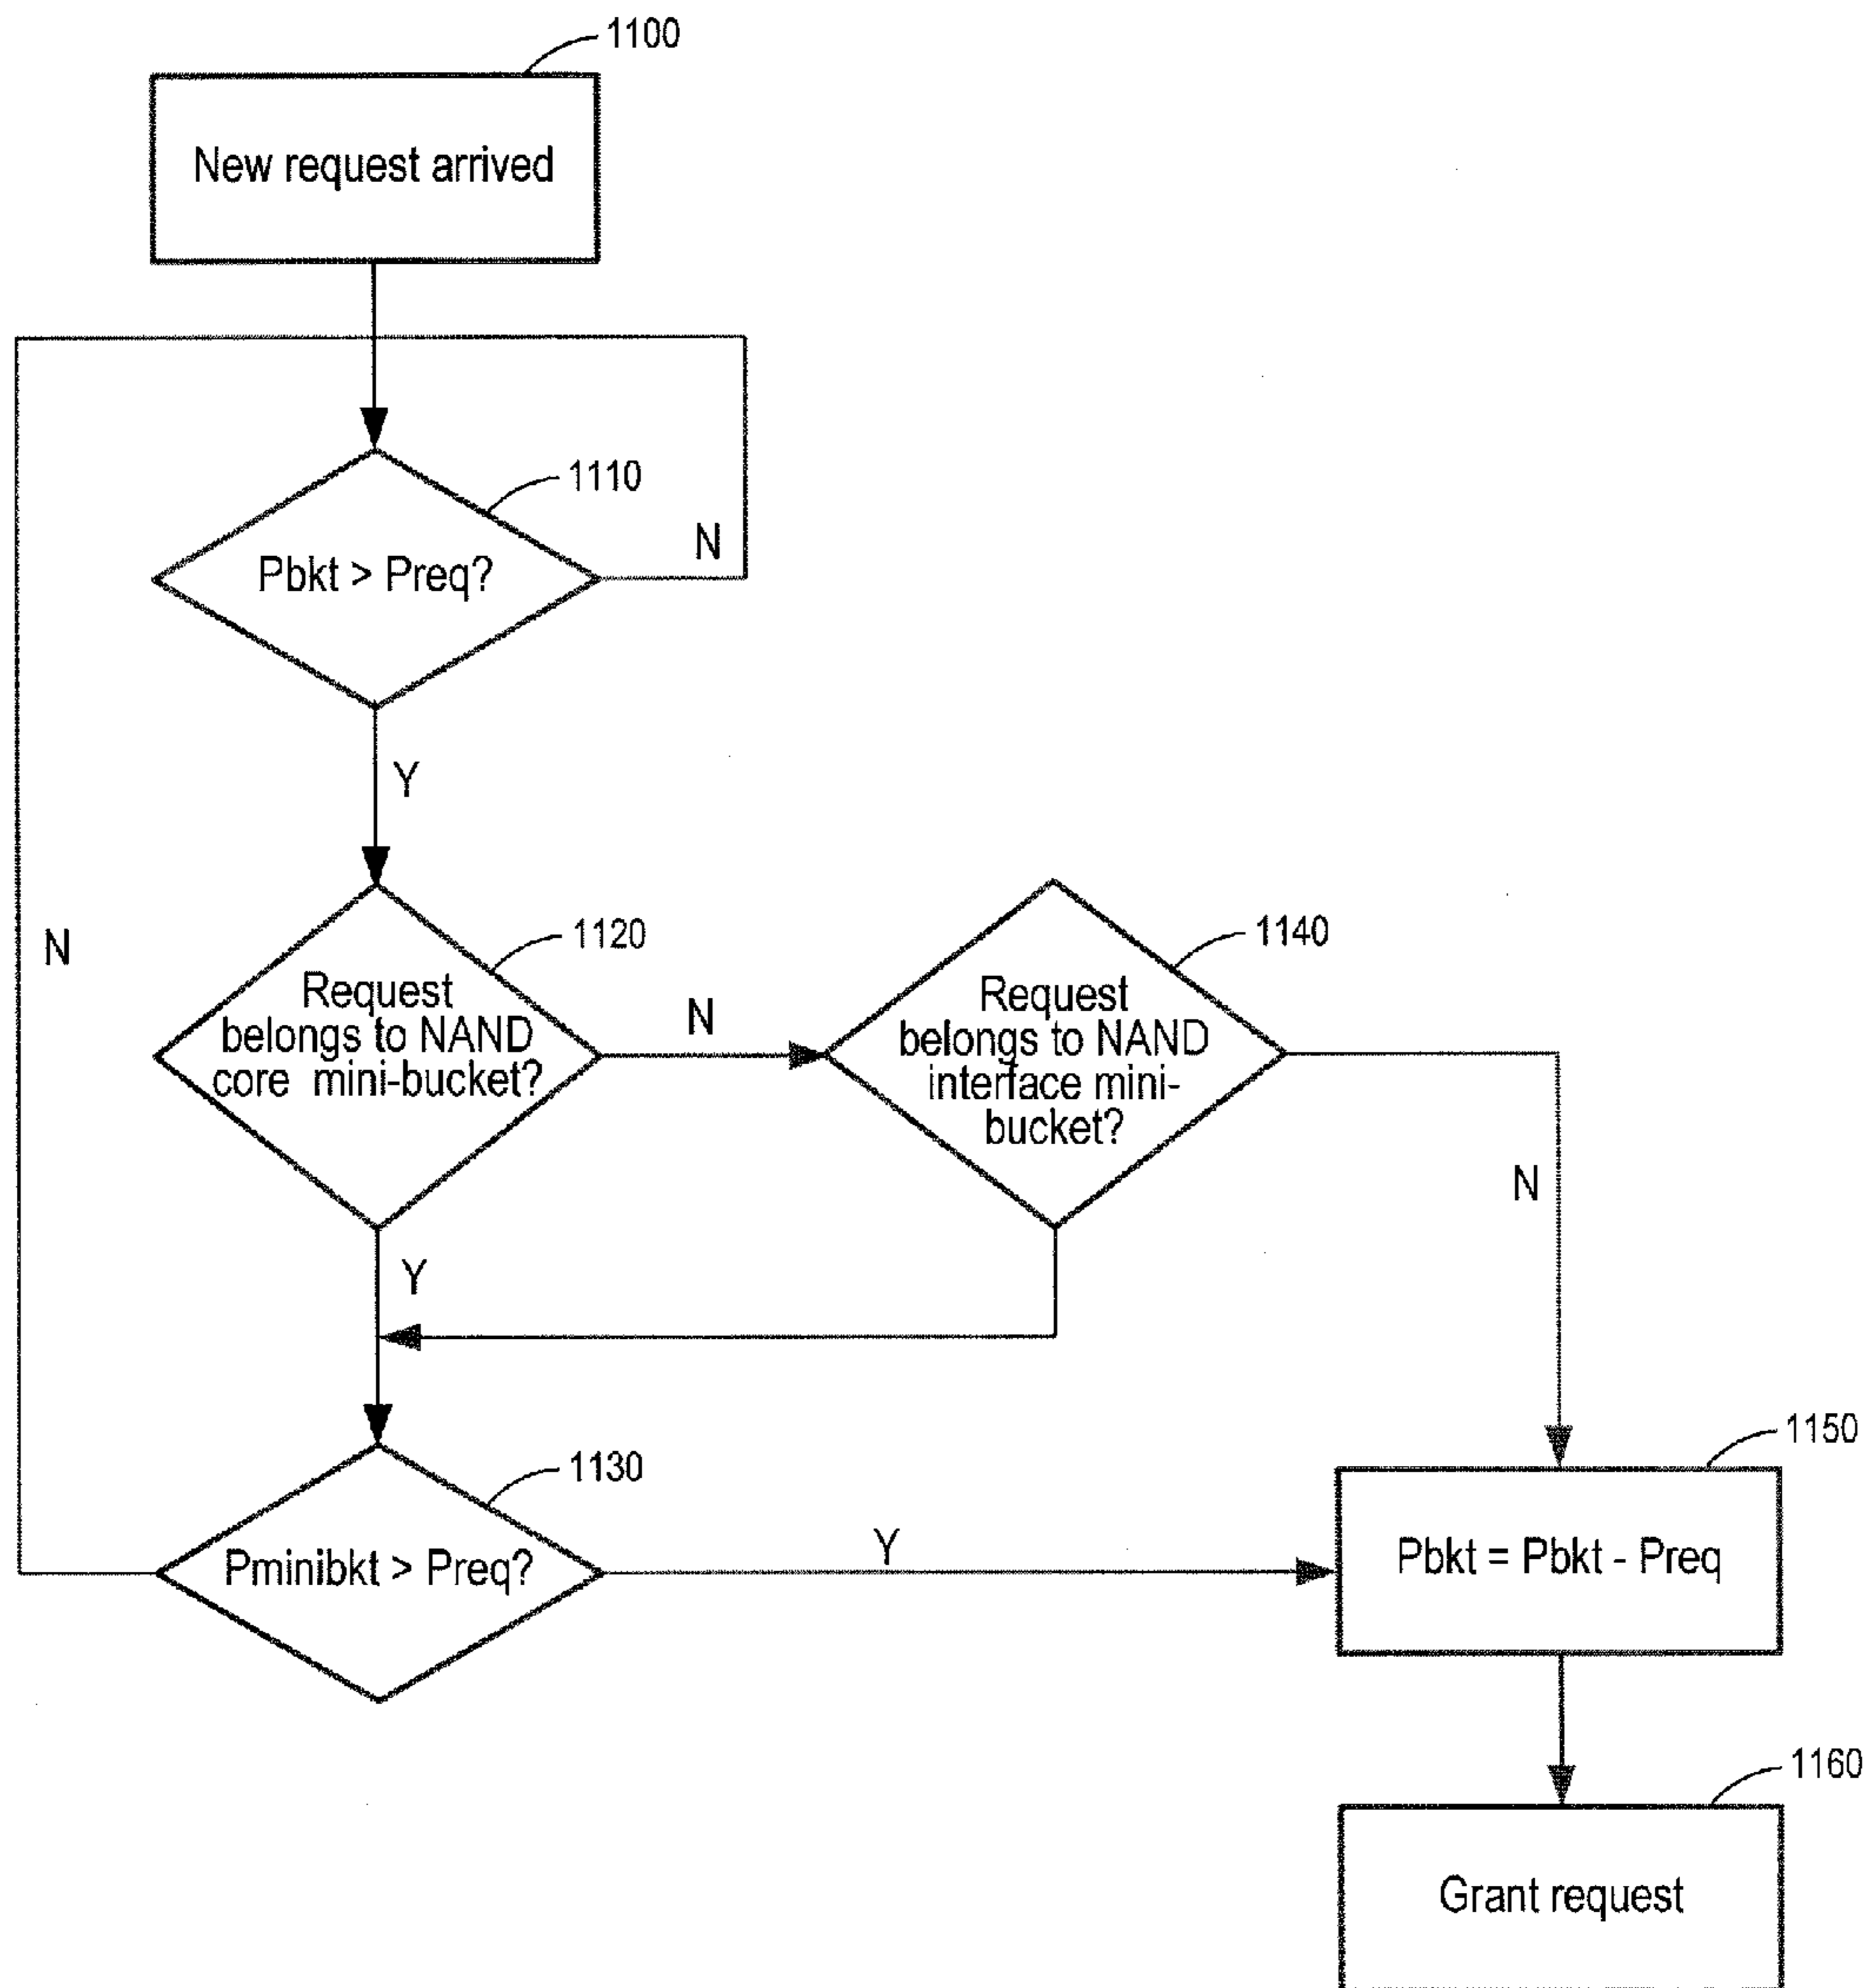 1100
New request arrived
1110
Pbkt > Preq?
N
Y
N
1120
Request
belongs to NAND
core mini-bucket?
N
1140
Request
belongs to NAND
interface mini-
bucket?
N
Y
1130
Pminibkt > Preq?
Y
1150
Pbkt = Pbkt - Preq
1160
Grant request